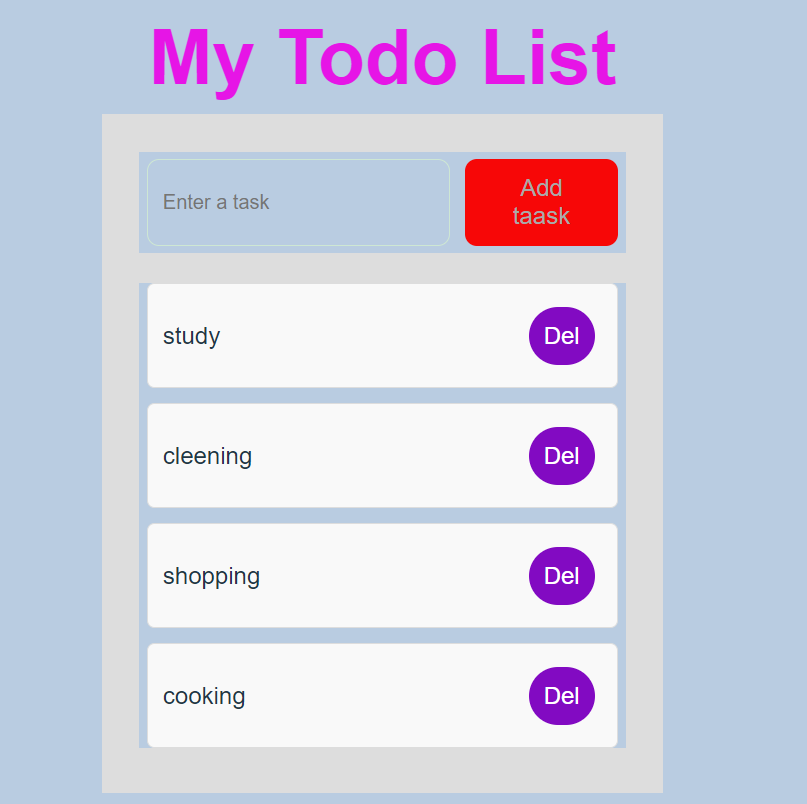 My Todo List
Enter a task
Add
taask
study
Del
cleening
Del
shopping
Del
cooking
Del